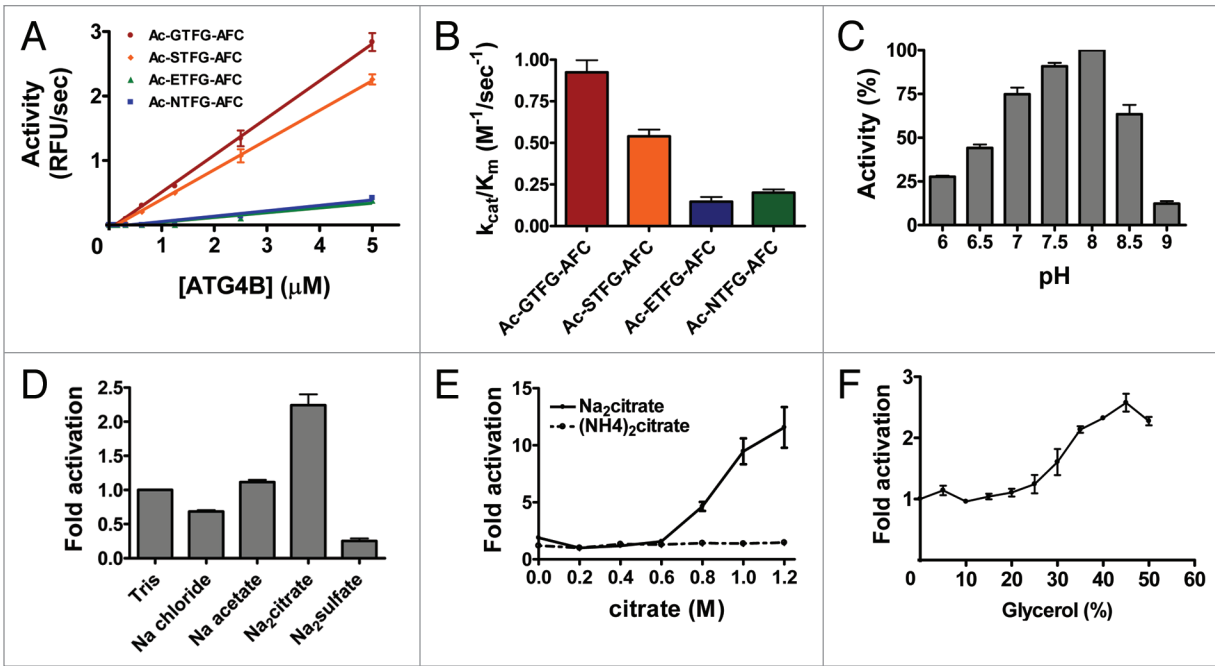 A
Activity
(RFU/sec)
3
2
1
0
0 1 2 3 4 5
[ATG4B] (μM)
Ac-GTFG-AFC
Ac-STFG-AFC
Ac-ETFG-AFC
Ac-NTFG-AFC
B
kcat/Km (M-1/sec-1)
1.00
0.75
0.50
0.25
0.00
Ac-GTFG-AFC
Ac-STFG-AFC
Ac-ETFG-AFC
Ac-NTFG-AFC
C
Activity (%)
100
75
50
25
0
6 6.5 7 7.5 8 8.5 9
pH
D
Fold activation
2.5
2.0
1.5
1.0
0.5
0.0
Tris
Na chloride
Na acetate
Na2citrate
Na2sulfate
E
Fold activation
15
10
5
0
Na2citrate
(NH4)2citrate
0.0 0.2 0.4 0.6 0.8 1.0 1.2
citrate (M)
F
Fold activation
3
2
1
0 10 20 30 40 50 60
Glycerol (%)